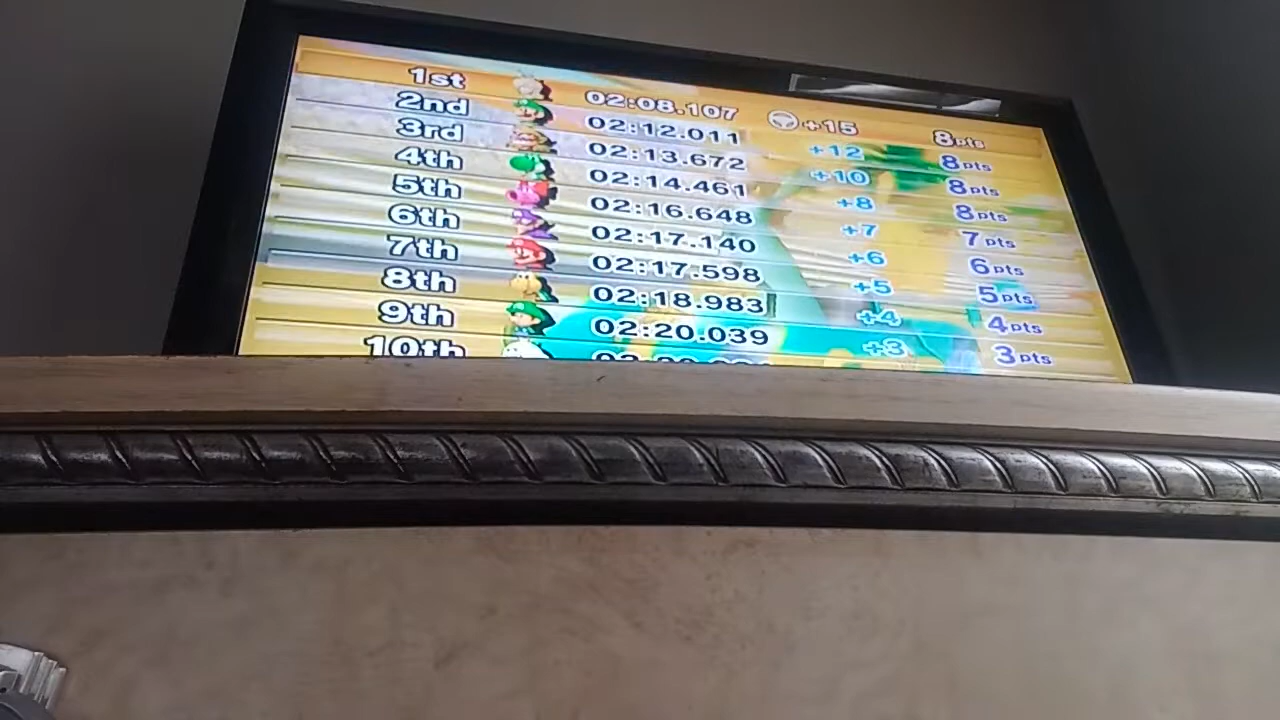 1st 02:08.107 +15 8pts
2nd 02:12.011 +12 8pts
3rd 02:13.672 +10 8pts
4th 02:14.461 +8 8pts
5th 02:16.648 +7 7pts
6th 02:17.140 +6 6pts
7th 02:17.598 +5 5pts
8th 02:18.983 +4 4pts
9th 02:20.039 +3 3pts
10th